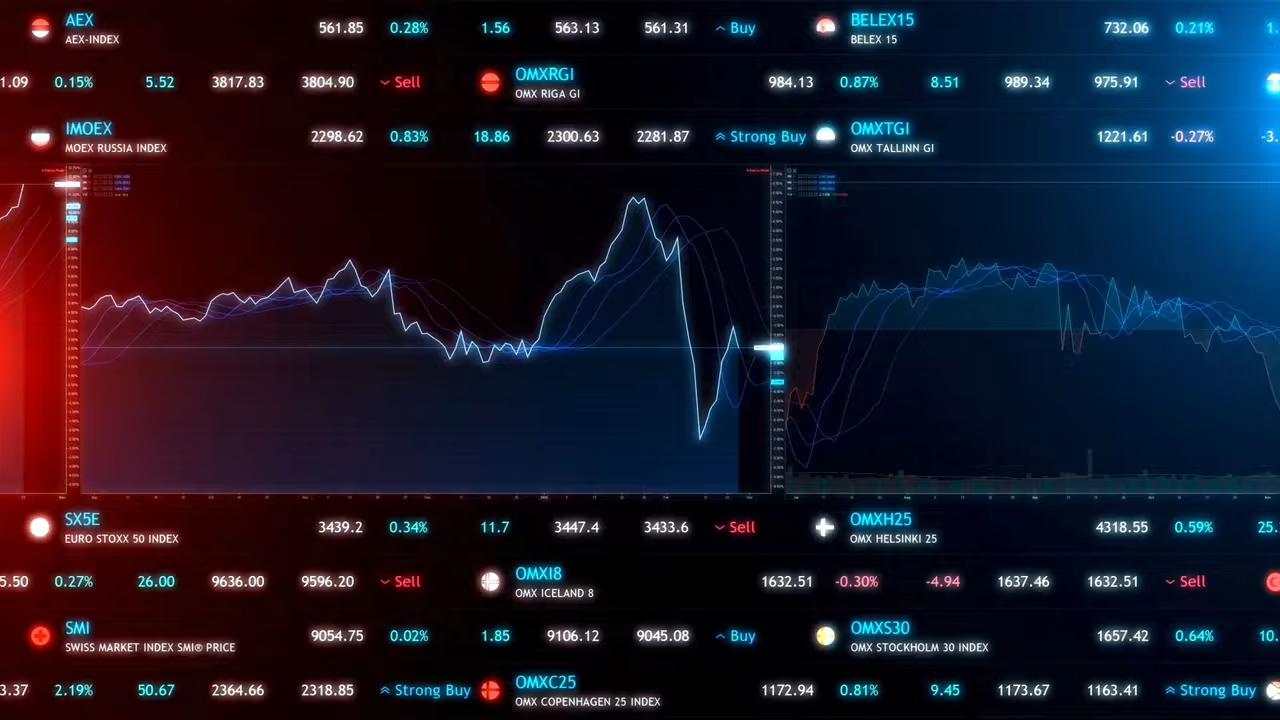 AEX 561.85 0.28% 1.56 563.13 561.31 Buy BELEX15 732.06 0.21% 1.
AEX-INDEX BELEX 15
1.09 0.15% 5.52 3817.83 3804.90 Sell OMXRGI 984.13 0.87% 8.51 989.34 975.91 Sell
OMX RIGA GI
IMOEX 2298.62 0.83% 18.86 2300.63 2281.87 Strong Buy OMXTGI 1221.61 -0.27% -3.
MOEX RUSSIA INDEX OMX TALLINN GI
SX5E 3439.2 0.34% 11.7 3447.4 3433.6 Sell OMXH25 4318.55 0.59% 25.
EURO STOXX 50 INDEX OMX HELSINKI 25
5.50 0.27% 26.00 9636.00 9596.20 Sell OMXI8 1632.51 -0.30% -4.94 1637.46 1632.51 Sell
OMX ICELAND 8
SMI 9054.75 0.02% 1.85 9106.12 9045.08 Buy OMXS30 1657.42 0.64% 10.
SWISS MARKET INDEX SMI® PRICE OMX STOCKHOLM 30 INDEX
3.37 2.19% 50.67 2364.66 2318.85 Strong Buy OMXC25 1172.94 0.81% 9.45 1173.67 1163.41 Strong Buy
OMX COPENHAGEN 25 INDEX